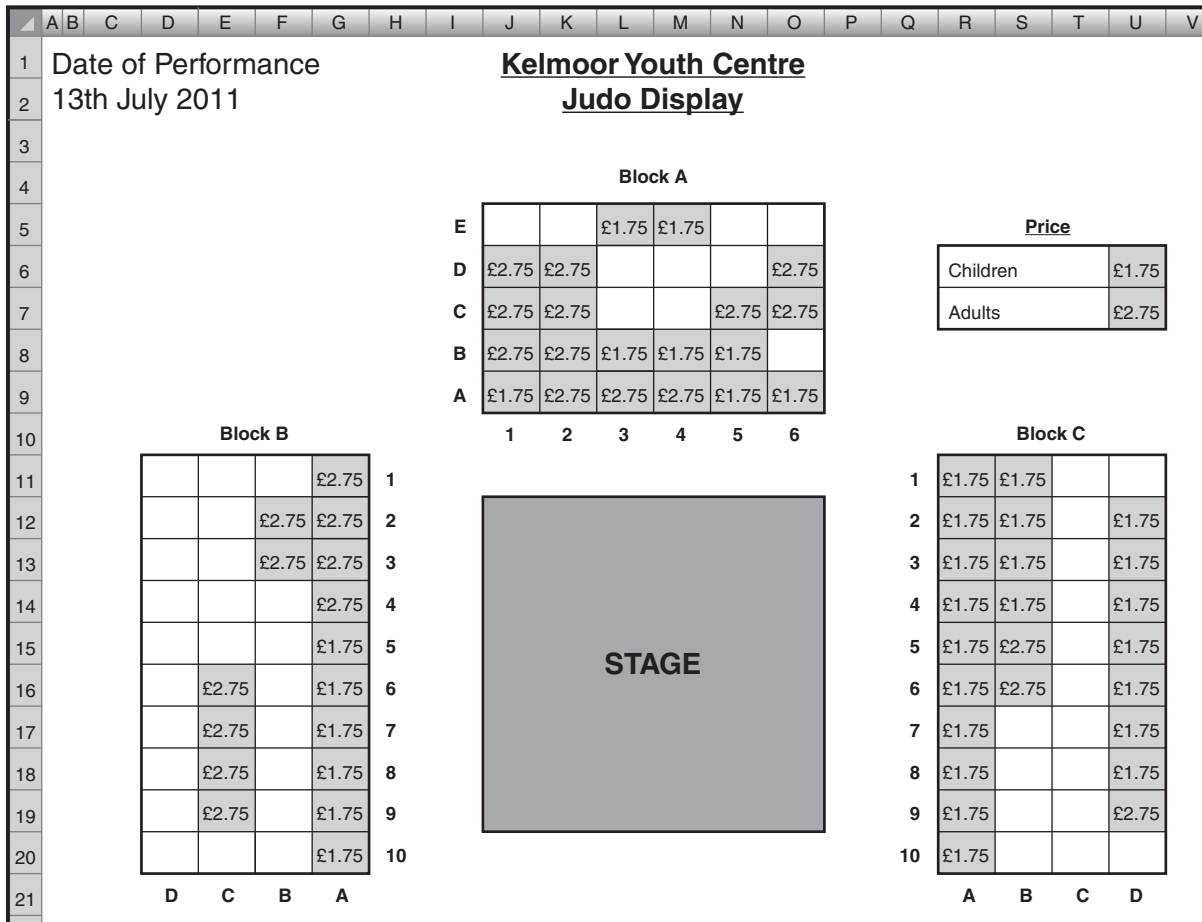 A B C D E F G H I J K L M N O P Q R S T U V
1 Date of Performance Kelmoor Youth Centre
2 13th July 2011 Judo Display
3
4 Block A
5 E £1.75 £1.75 Price
6 D £2.75 £2.75 £2.75 Children £1.75
7 C £2.75 £2.75 £2.75 £2.75 Adults £2.75
8 B £2.75 £2.75 £1.75 £1.75 £1.75
9 A £1.75 £2.75 £2.75 £2.75 £1.75 £1.75
10 Block B 1 2 3 4 5 6 Block C
11 £2.75 1 1 £1.75 £1.75
12 £2.75 £2.75 2 2 £1.75 £1.75 £1.75
13 £2.75 £2.75 3 3 £1.75 £1.75 £1.75
14 £2.75 4 4 £1.75 £1.75 £1.75
15 £1.75 5 STAGE 5 £1.75 £2.75 £1.75
16 £2.75 £1.75 6 6 £1.75 £2.75 £1.75
17 £2.75 £1.75 7 7 £1.75 £1.75
18 £2.75 £1.75 8 8 £1.75 £1.75
19 £2.75 £1.75 9 9 £1.75 £2.75
20 £1.75 10 10 £1.75
21 D C B A A B C D